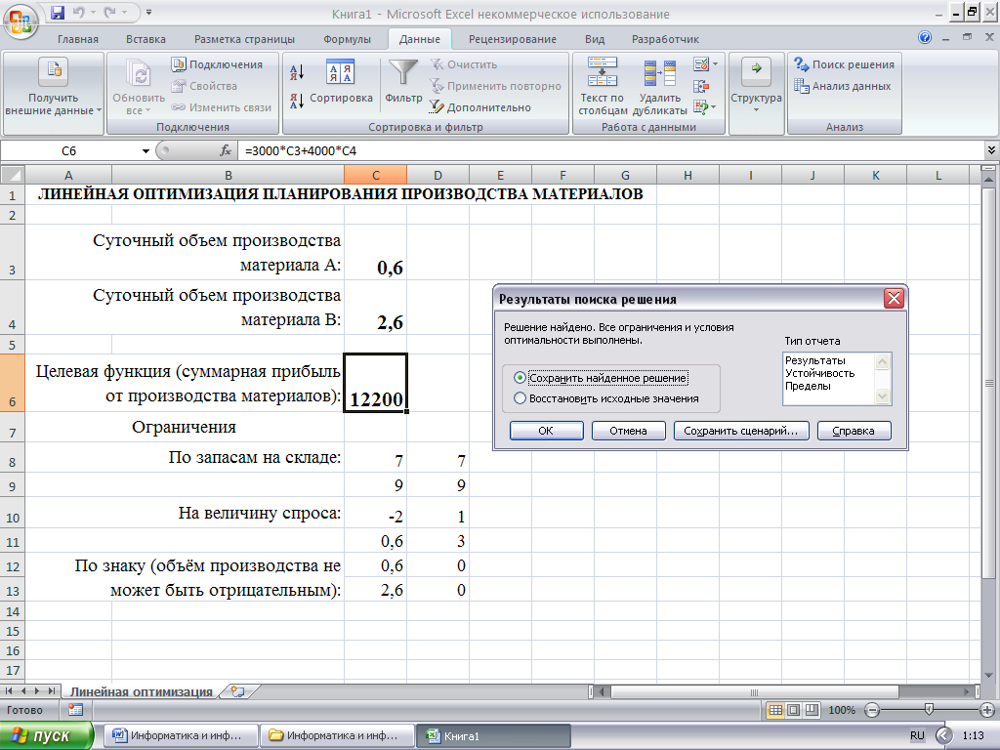 Книга1 - Microsoft Excel некоммерческое использование
Главная Вставка Разметка страницы Формулы Данные Рецензирование Вид Разработчик
Получить внешние данные
Обновить все
Подключения
Свойства
Изменить связи
Подключения
А Я
Я А
А Я Я А
Сортировка
Фильтр
Очистить
Применить повторно
Дополнительно
Сортировка и фильтр
Текст по столбцам
Удалить дубликаты
Работа с данными
Структура
Поиск решения
Анализ данных
Анализ
C6 fx =3000*C3+4000*C4
A B C D E F G H I J K L
1 ЛИНЕЙНАЯ ОПТИМИЗАЦИЯ ПЛАНИРОВАНИЯ ПРОИЗВОДСТВА МАТЕРИАЛОВ
2
Суточный объем производства
3 материала А: 0,6
Суточный объем производства
4 материала В: 2,6
5
Целевая функция (суммарная прибыль
6 от производства материалов): 12200
7 Ограничения
8 По запасам на складе: 7 7
9 9 9
10 На величину спроса: -2 1
11 0,6 3
12 По знаку (объём производства не 0,6 0
13 может быть отрицательным): 2,6 0
14
15
16
17
Результаты поиска решения
Решение найдено. Все ограничения и условия
оптимальности выполнены.
Тип отчета
Результаты
Устойчивость
Пределы
Сохранить найденное решение
Восстановить исходные значения
ОК Отмена Сохранить сценарий... Справка
Линейная оптимизация
Готово 100%
пуск Информатика и инф... Информатика и инф... Книга1 RU 1:13